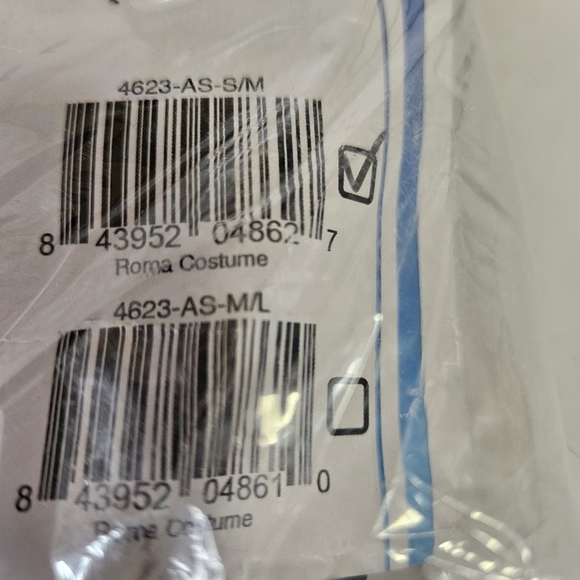 4623-AS-S/M
8 43952 04862 7
Roma Costume
4623-AS-M/L
8 43952 04861 0
Roma Costume